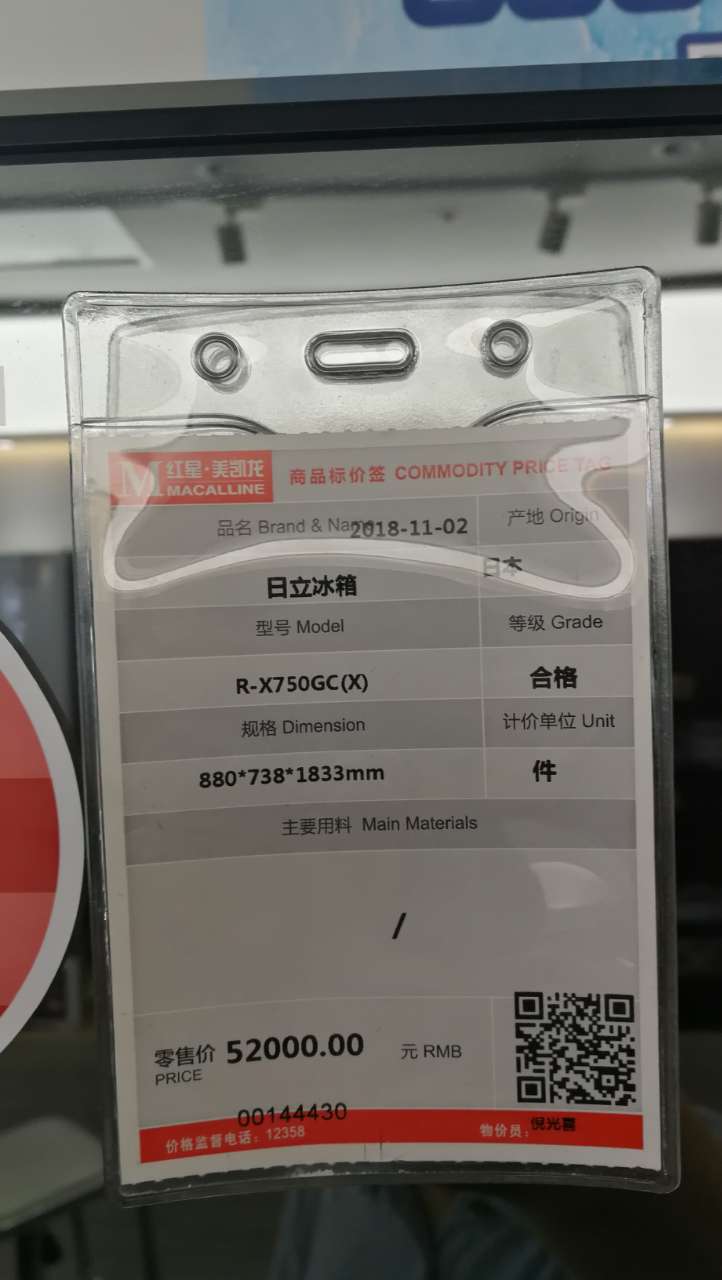 红星·美凯龙
MACALLINE
商品标价签 COMMODITY PRICE TAG
品名 Brand & Name
2018-11-02
产地 Origin
日立冰箱
日本
型号 Model
等级 Grade
R-X750GC(X)
合格
规格 Dimension
计价单位 Unit
880*738*1833mm
件
主要用料 Main Materials
/
零售价 52000.00 元 RMB
PRICE
00144430
价格监督电话：12358
物价员：倪光喜